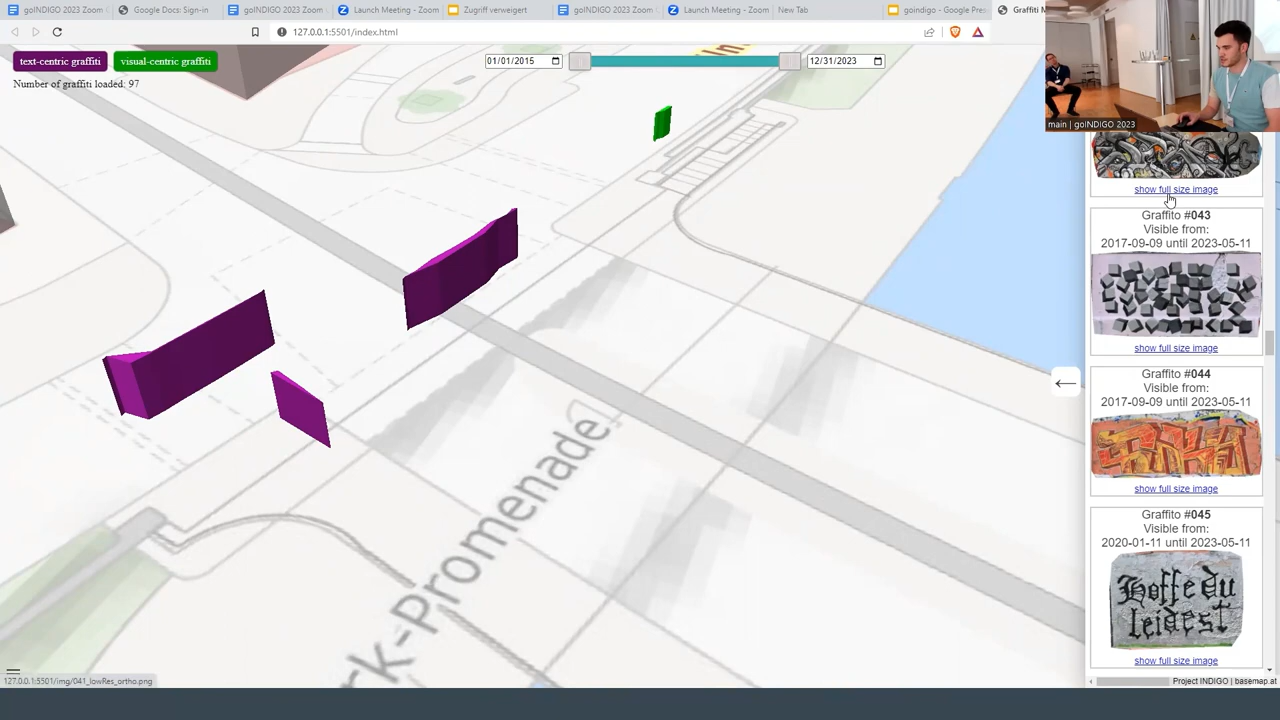 goINDIGO 2023 Zoom
Google Docs: Sign-in
goINDIGO 2023 Zoom
Launch Meeting - Zoom
Zugriff verweigert
goINDIGO 2023 Zoom
Launch Meeting - Zoom
New Tab
goindigo - Google Pres
Graffiti M
127.0.0.1:5501/index.html
text-centric graffiti
visual-centric graffiti
01/01/2015
12/31/2023
Number of graffiti loaded: 97
main | goINDIGO 2023
show full size image
Graffito #043
Visible from:
2017-09-09 until 2023-05-11
show full size image
Graffito #044
Visible from:
2017-09-09 until 2023-05-11
show full size image
Graffito #045
Visible from:
2020-01-11 until 2023-05-11
Hoffe du
leidest
show full size image
rk-Promenade
127.0.0.1:5501/img/041_lowRes_ortho.png
Project INDIGO | basemap.at